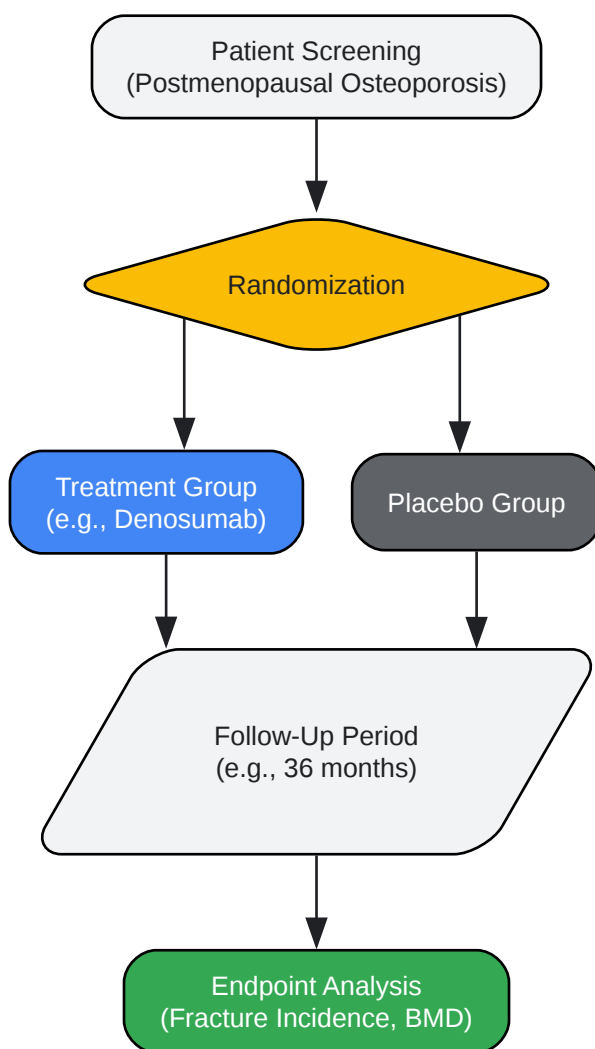 Patient Screening
(Postmenopausal Osteoporosis)
Randomization
Treatment Group
(e.g., Denosumab)
Placebo Group
Follow-Up Period
(e.g., 36 months)
Endpoint Analysis
(Fracture Incidence, BMD)